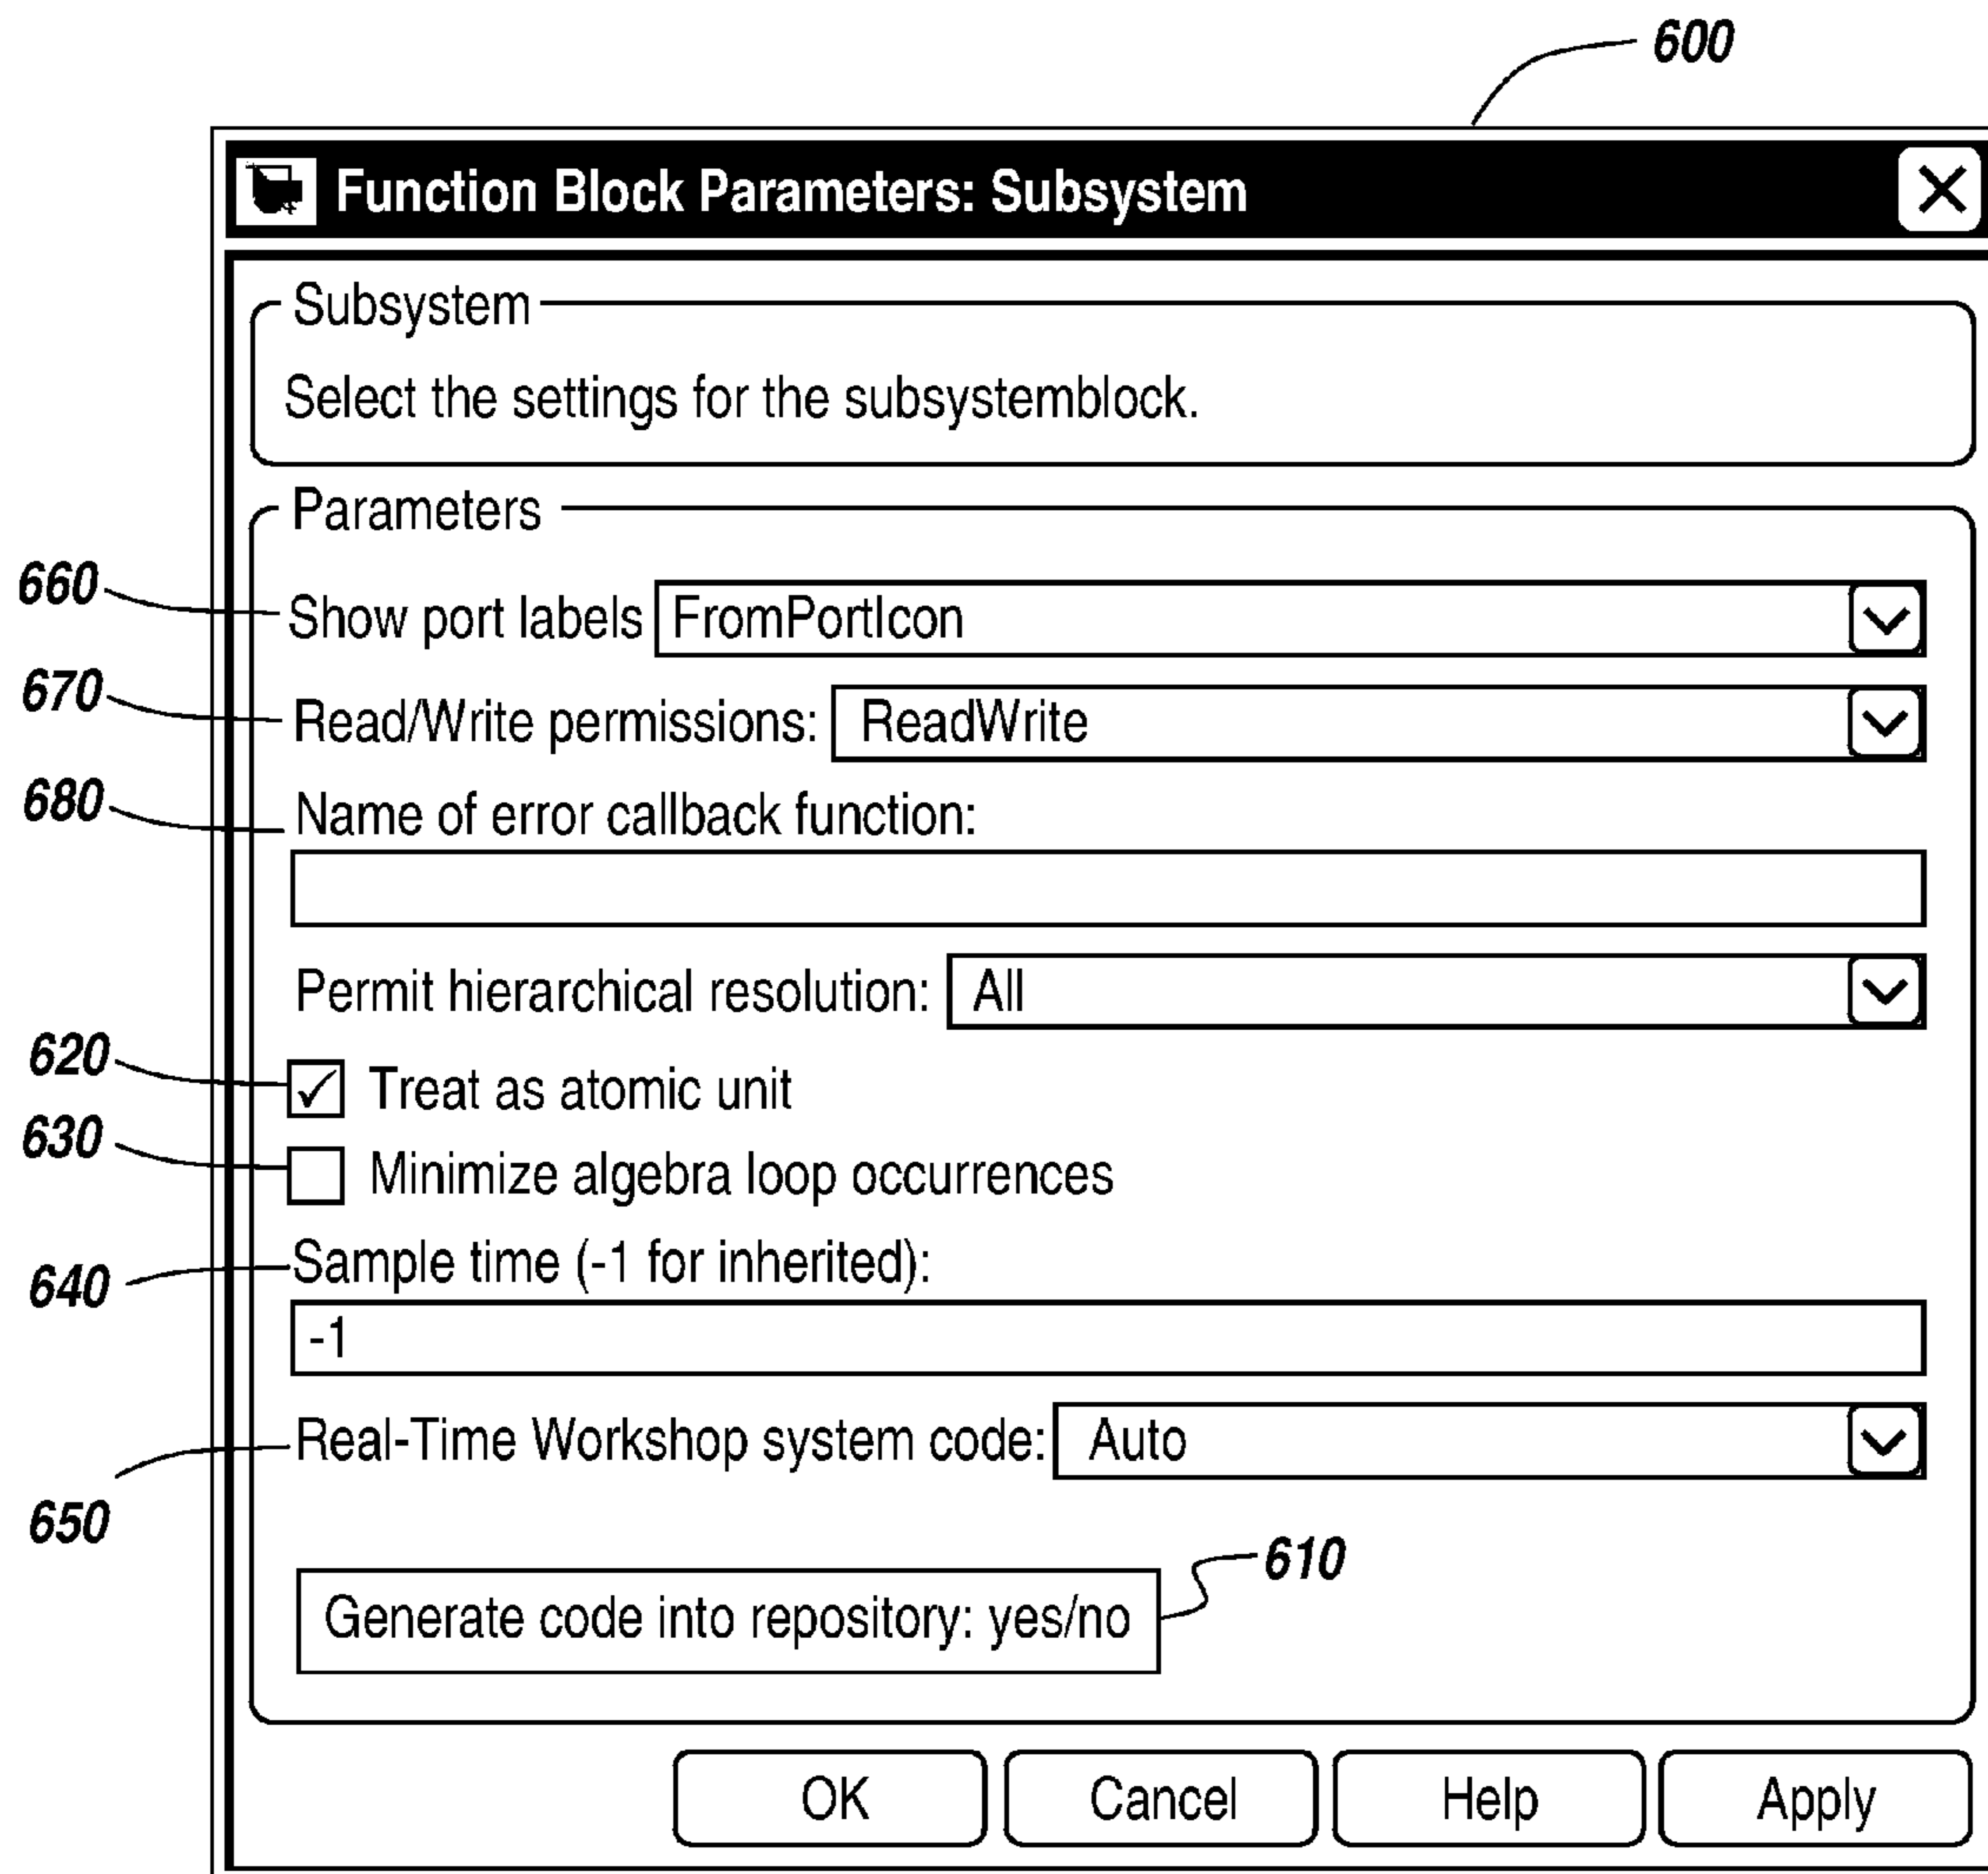 600
Function Block Parameters: Subsystem
Subsystem
Select the settings for the subsystemblock.
Parameters
660
Show port labels FromPortIcon
670
Read/Write permissions: ReadWrite
680
Name of error callback function:
Permit hierarchical resolution: All
620
Treat as atomic unit
630
Minimize algebra loop occurrences
640
Sample time (-1 for inherited):
-1
650
Real-Time Workshop system code: Auto
610
Generate code into repository: yes/no
OK Cancel Help Apply